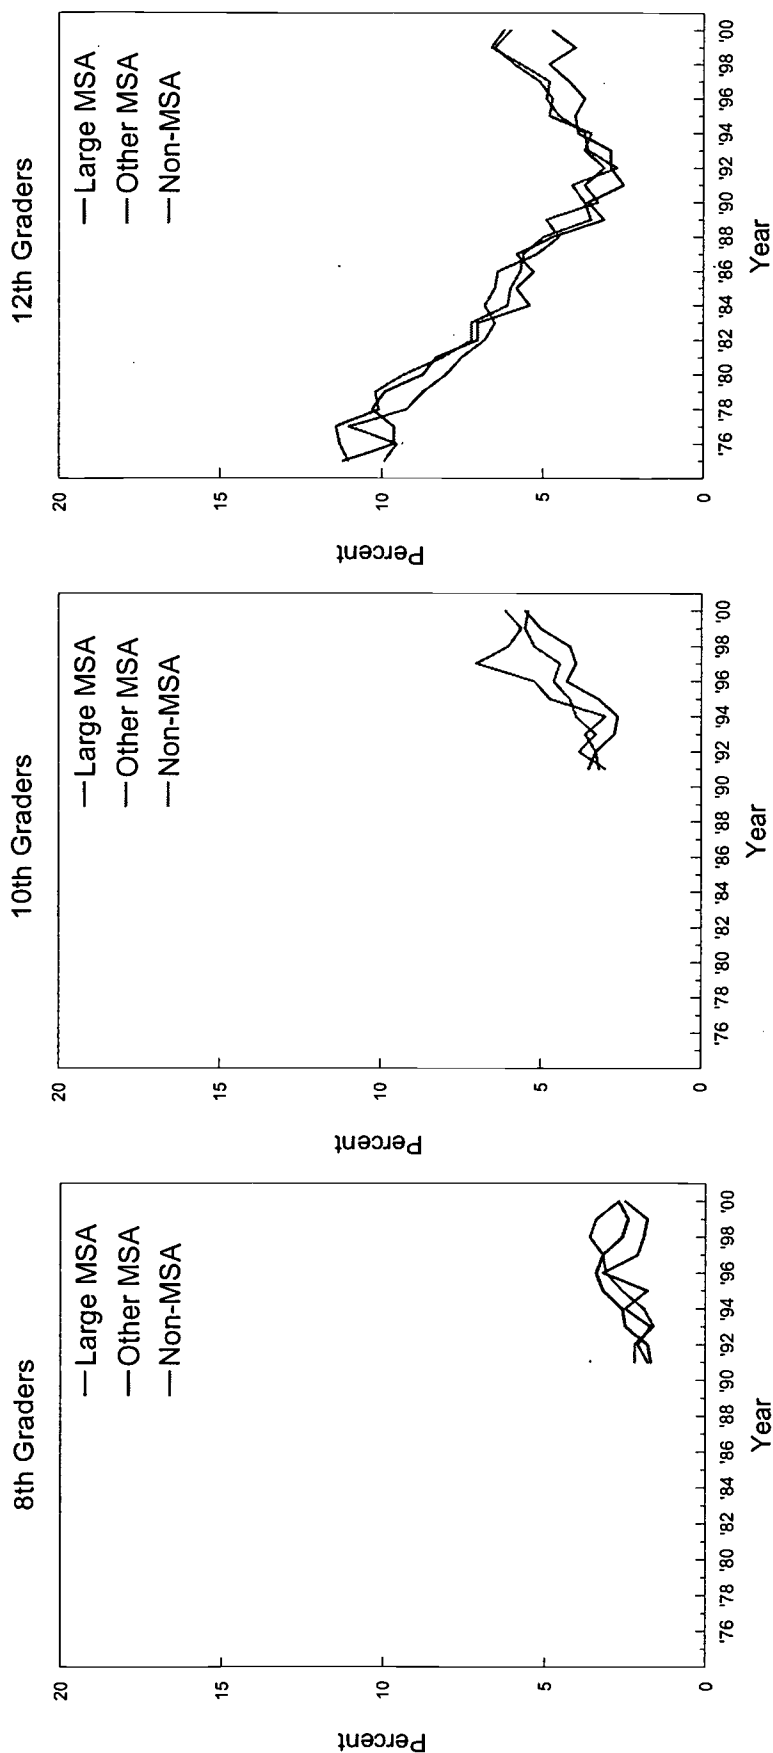 8th Graders
Large MSA
Other MSA
Non-MSA
20
15
10
5
0
Percent
'76 '78 '80 '82 '84 '86 '88 '90 '92 '94 '96 '98 '00
Year
10th Graders
Large MSA
Other MSA
Non-MSA
20
15
10
5
0
Percent
'76 '78 '80 '82 '84 '86 '88 '90 '92 '94 '96 '98 '00
Year
12th Graders
Large MSA
Other MSA
Non-MSA
20
15
10
5
0
Percent
'76 '78 '80 '82 '84 '86 '88 '90 '92 '94 '96 '98 '00
Year